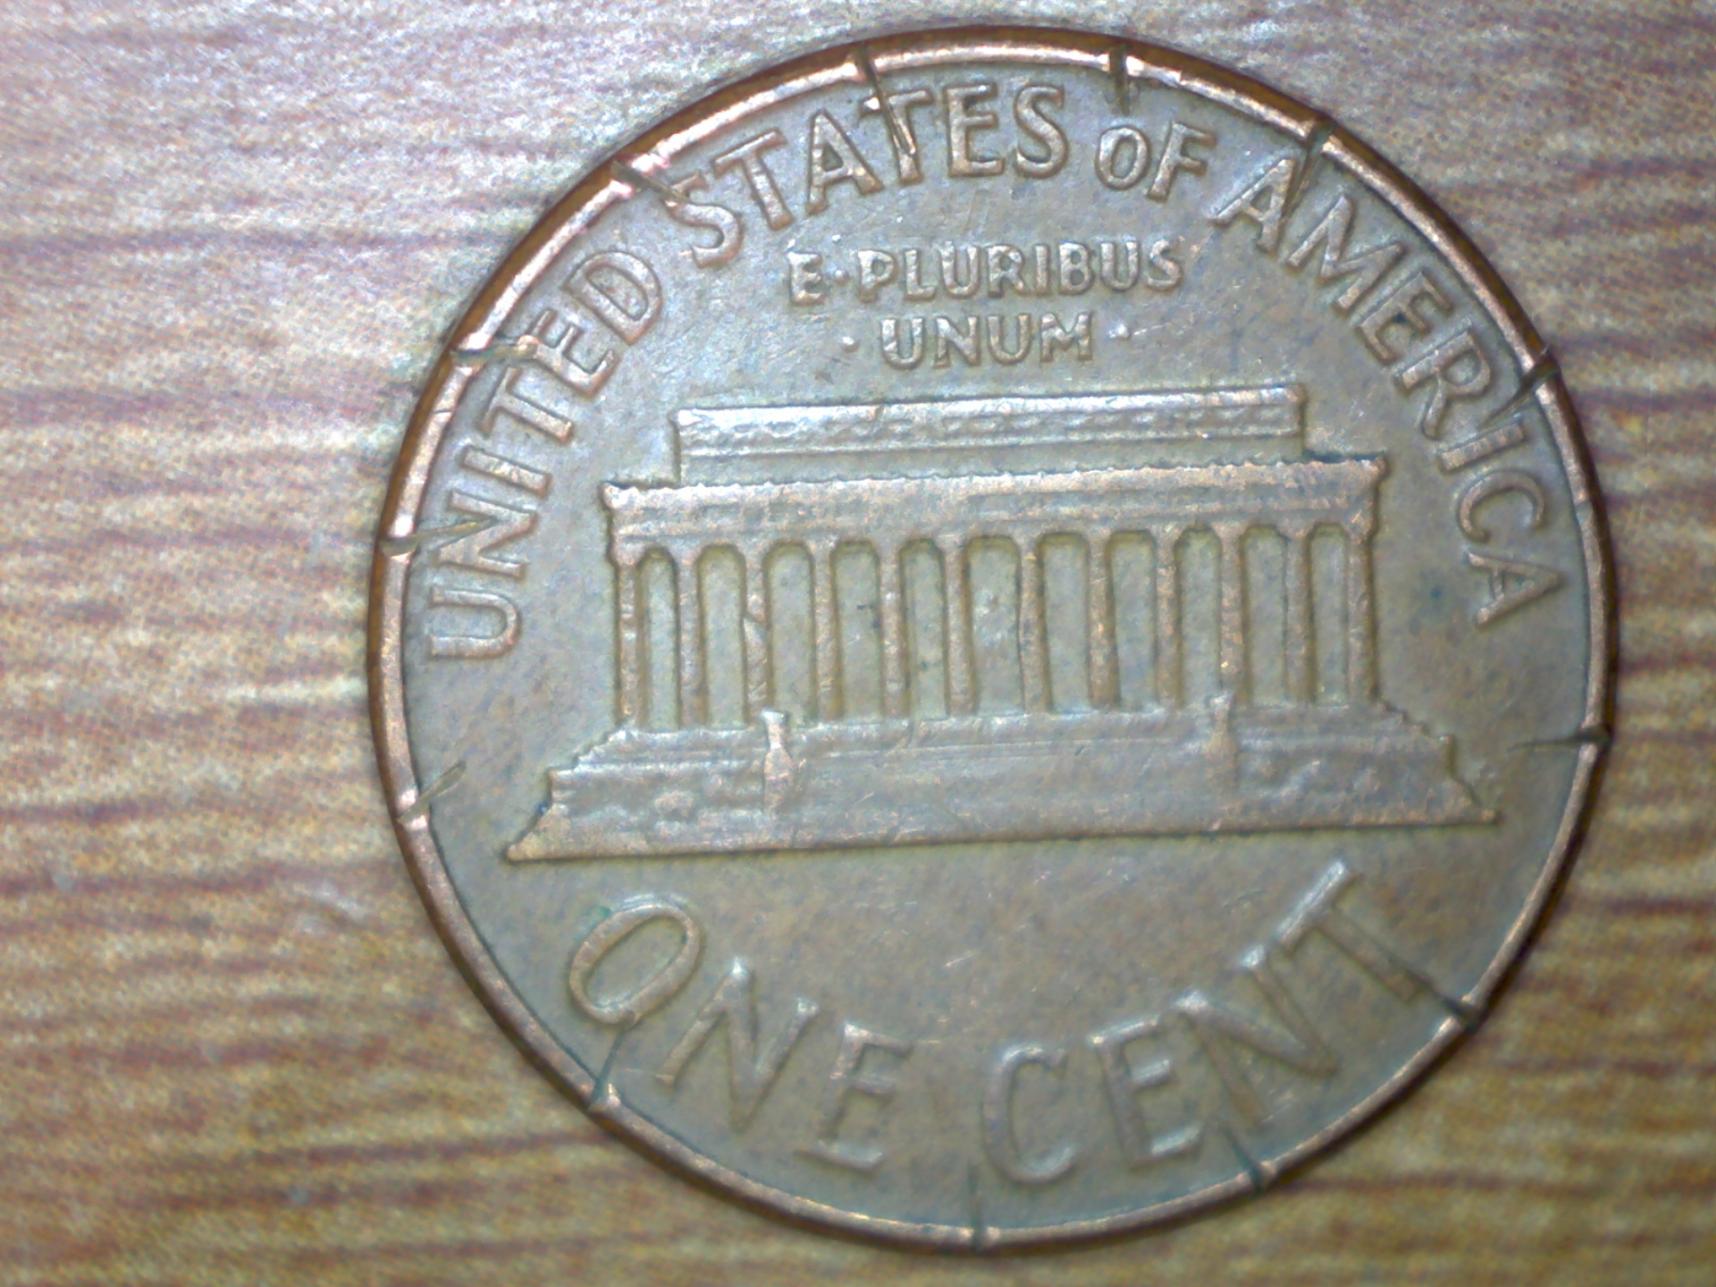 UNITED STATES OF AMERICA
E·PLURIBUS
·UNUM·
ONE CENT